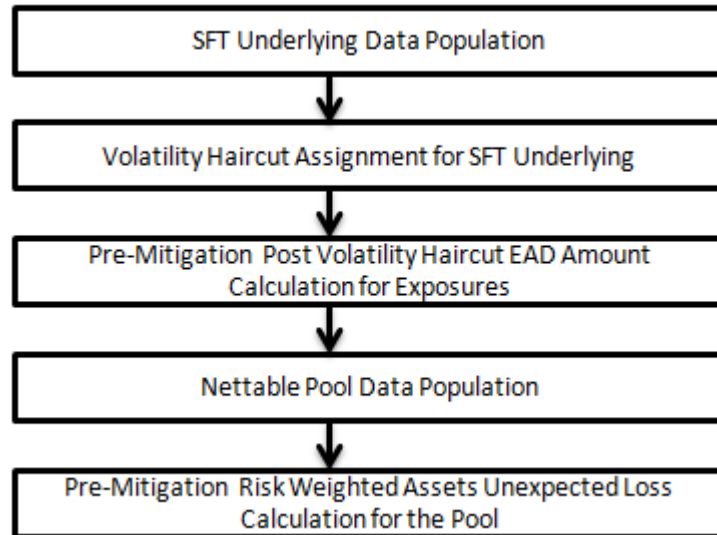 SFT Underlying Data Population
Volatility Haircut Assignment for SFT Underlying
Pre-Mitigation Post Volatility Haircut EAD Amount
Calculation for Exposures
Nettable Pool Data Population
Pre-Mitigation Risk Weighted Assets Unexpected Loss
Calculation for the Pool